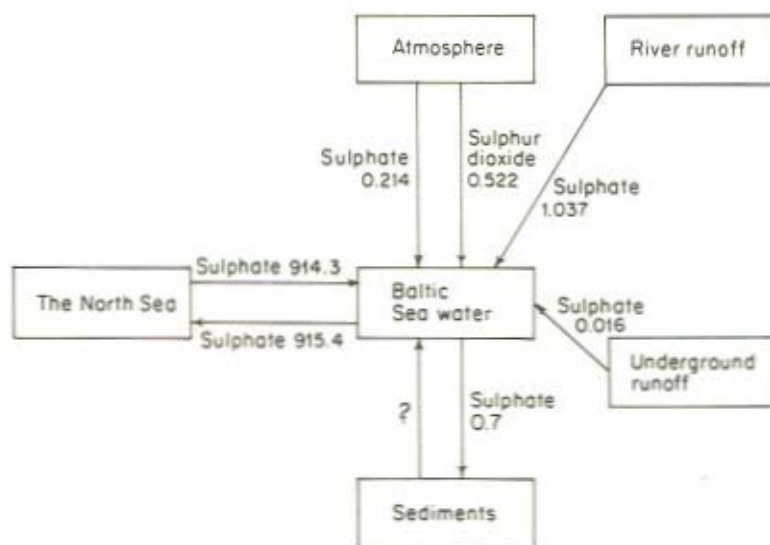 Atmosphere
River runoff
Sulphate
0.214
Sulphur
dioxide
0.522
Sulphate
1.037
Sulphate 914.3
The North Sea
Baltic
Sea water
Sulphate
0.016
Sulphate 915.4
Underground
runoff
?
Sulphate
0.7
Sediments